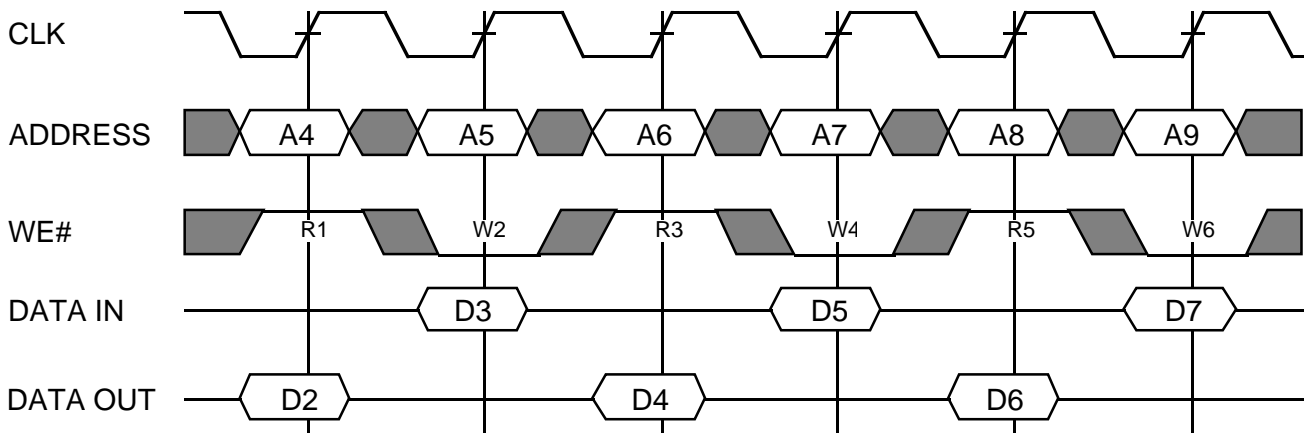 CLK
ADDRESS A4 A5 A6 A7 A8 A9
WE# R1 W2 R3 W4 R5 W6
DATA IN D3 D5 D7
DATA OUT D2 D4 D6